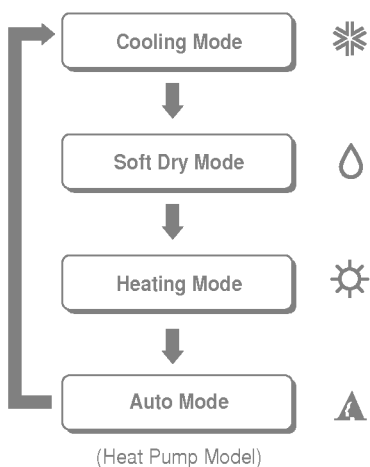 Cooling Mode
Soft Dry Mode
Heating Mode
Auto Mode
(Heat Pump Model)